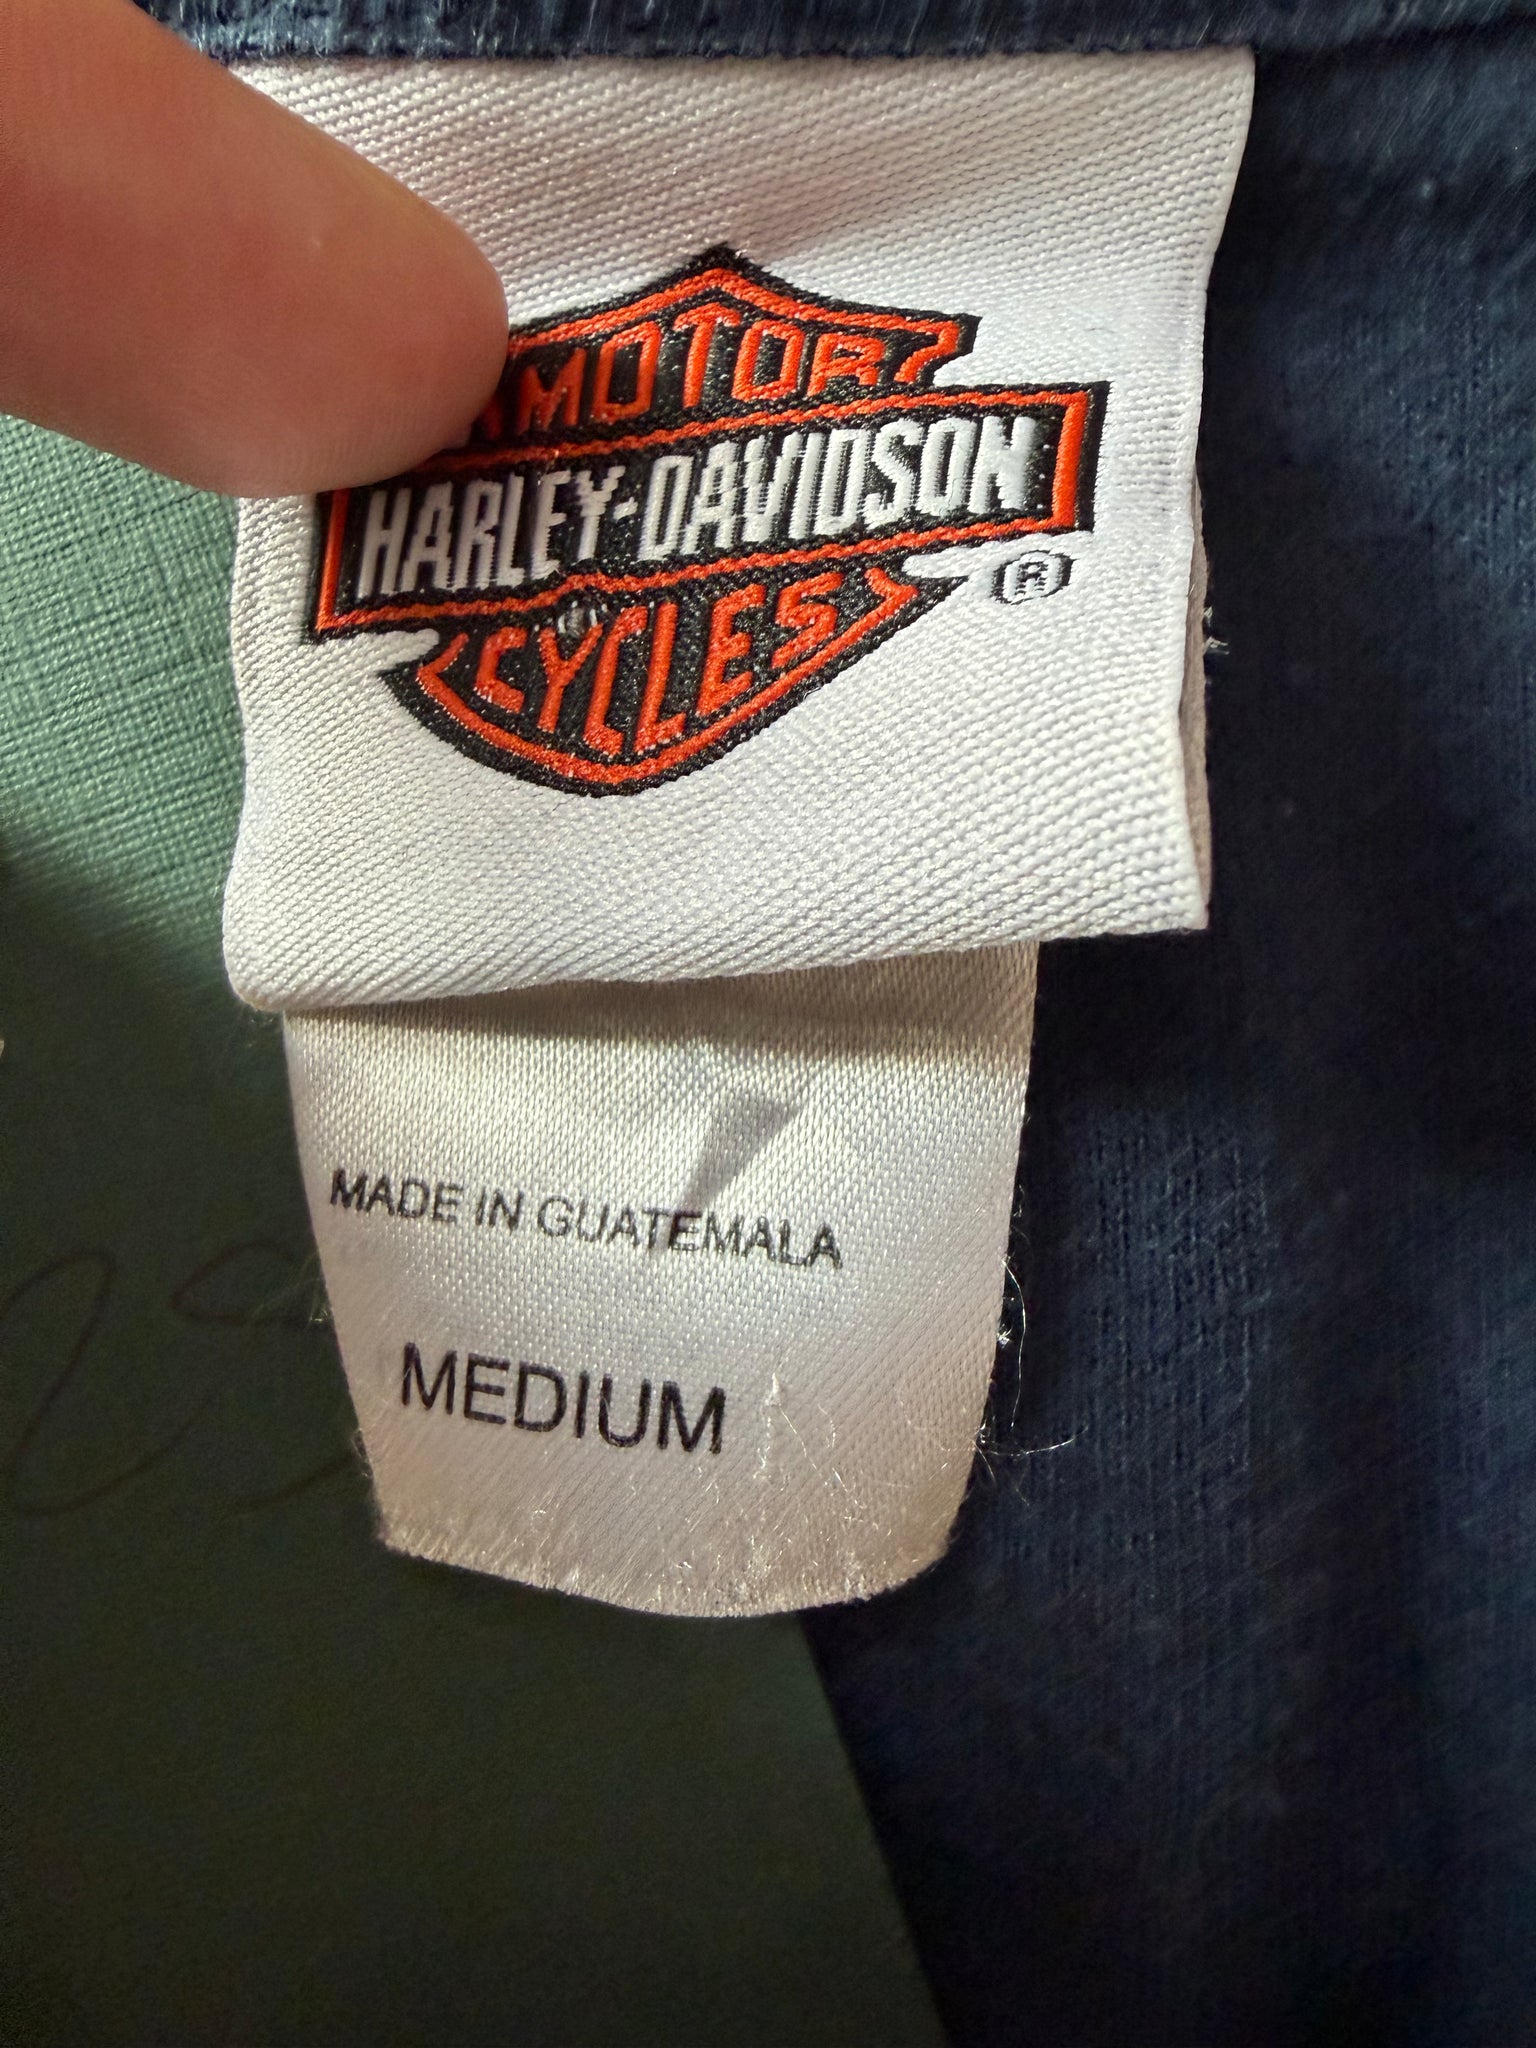 MOTOR
HARLEY-DAVIDSON
®
CYCLES
MADE IN GUATEMALA
MEDIUM